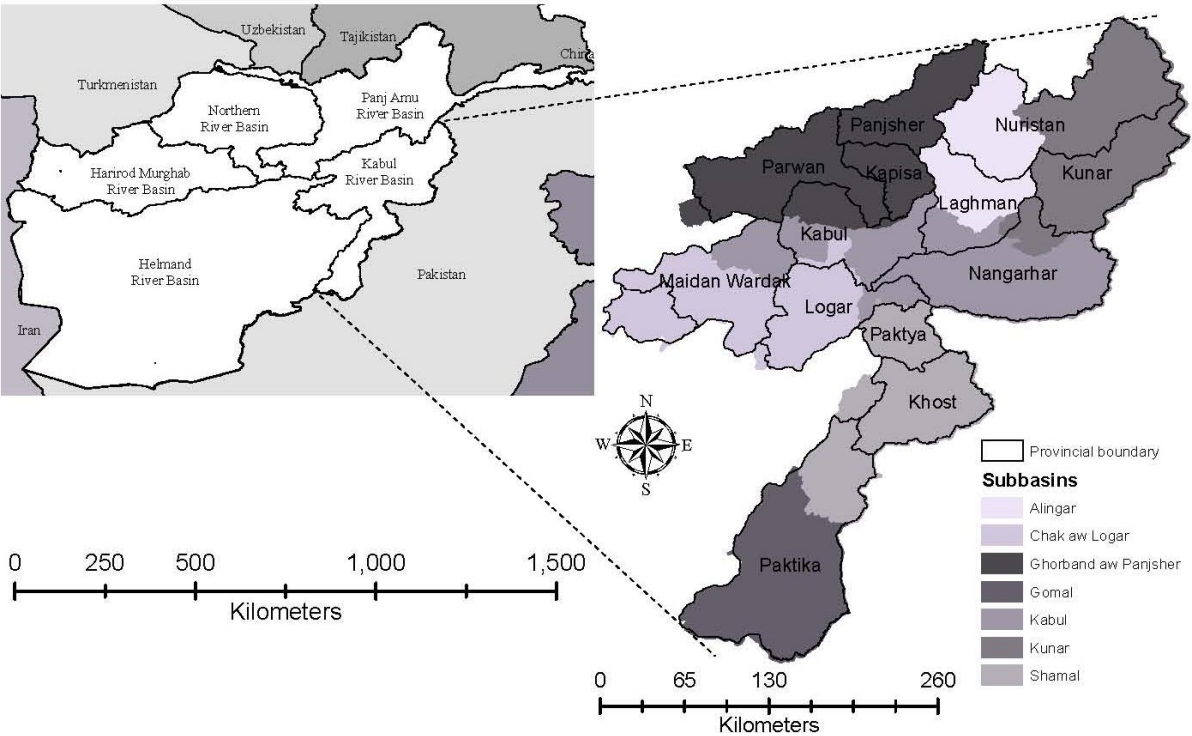 Uzbekistan
Tajikistan
China
Turkmenistan
Northern
River Basin
Panj Amu
River Basin
Harirod Murghab
River Basin
Kabul
River Basin
Helmand
River Basin
Pakistan
Iran
Panjsher
Nuristan
Parwan
Kapisa
Kunar
Laghman
Kabul
Nangarhar
Maidan Wardak
Logar
Paktya
Khost
Paktika
N
W
E
S
0 250 500 1,000 1,500
Kilometers
Provincial boundary
Subbasins
Alingar
Chak aw Logar
Ghorband aw Panjsher
Gomal
Kabul
Kunar
Shamal
0 65 130 260
Kilometers